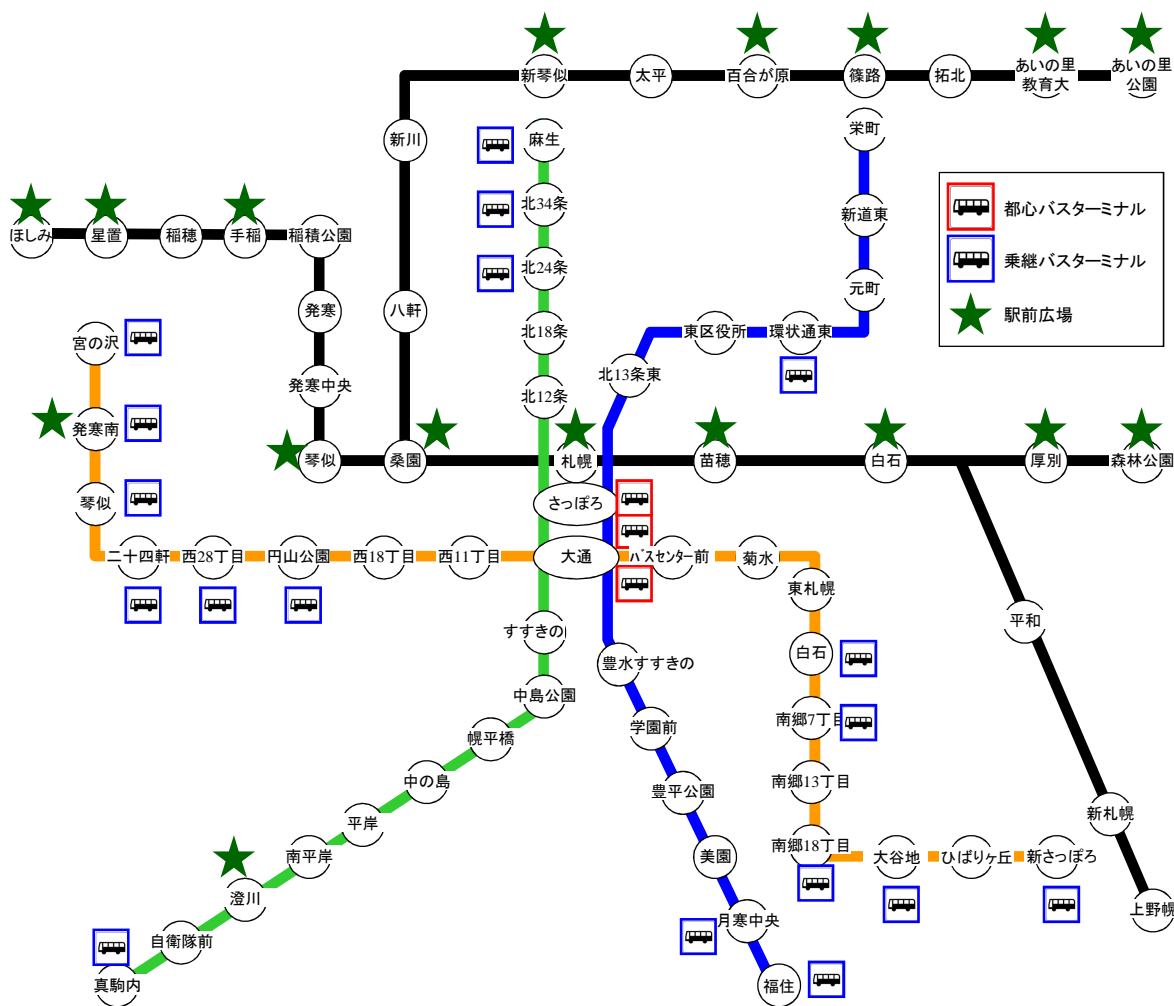 新琴似
太平
百合が原
篠路
拓北
あいの里
教育大
あいの里
公園
新川
麻生
栄町
北34条
新道東
都心バスターミナル
乗継バスターミナル
駅前広場
ほしみ
星置
稲穂
手稲
稲積公園
北24条
元町
発寒
八軒
北18条
東区役所
環状通東
宮の沢
発寒中央
北12条
北13条東
発寒南
琴似
桑園
札幌
苗穂
白石
厚別
森林公園
琴似
さっぽろ
二十四軒
西28丁目
円山公園
西18丁目
西11丁目
大通
バスセンター前
菊水
東札幌
すすきの
豊水すすきの
白石
平和
中島公園
学園前
南郷7丁目
幌平橋
中の島
豊平公園
南郷13丁目
平岸
新札幌
南平岸
美園
南郷18丁目
大谷地
ひばりヶ丘
新さっぽろ
澄川
月寒中央
上野幌
自衛隊前
真駒内
福住